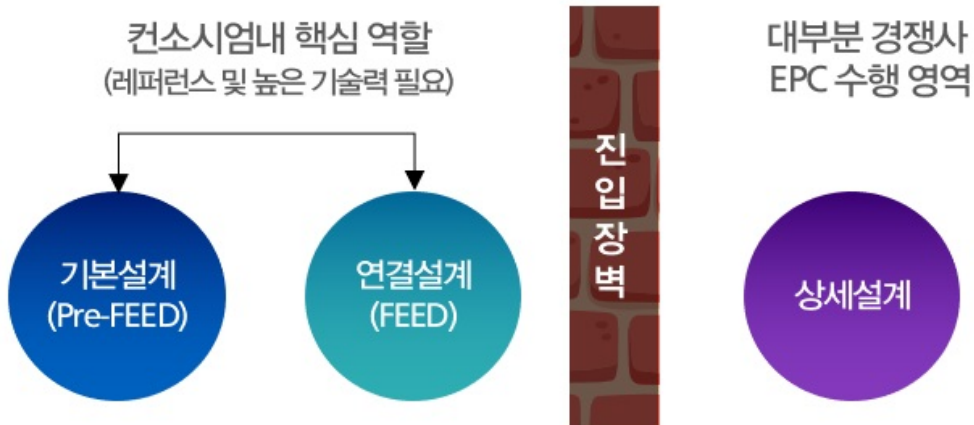 컨소시엄내 핵심 역할
(레퍼런스 및 높은 기술력 필요)
기본설계
(Pre-FEED)
연결설계
(FEED)
진입장벽
대부분 경쟁사
EPC 수행 영역
상세설계